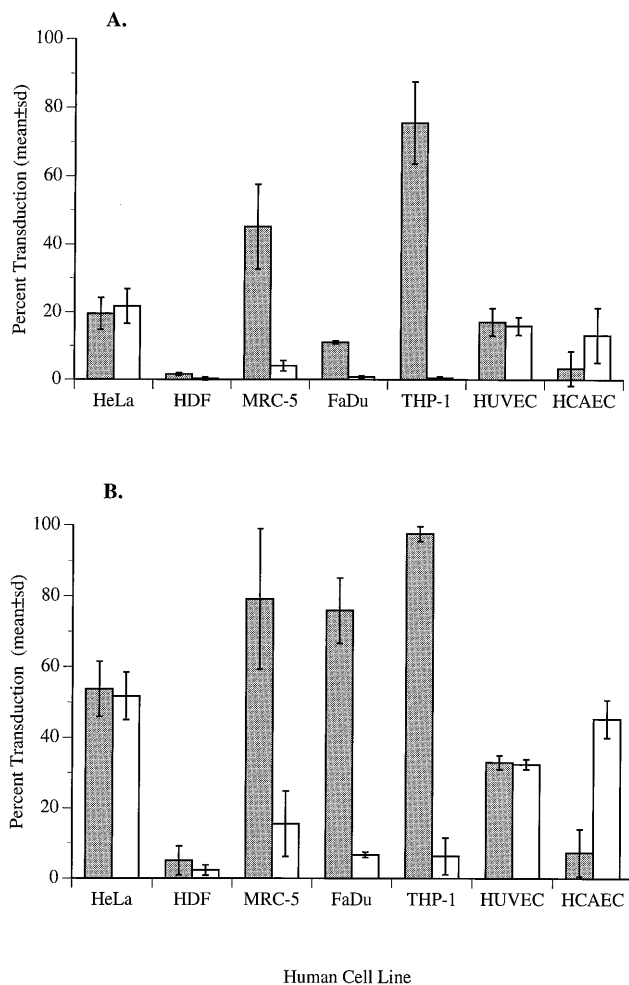 A.
100
80
60
40
20
0
Percent Transduction (mean±sd)
HeLa HDF MRC-5 FaDu THP-1 HUVEC HCAEC
B.
100
80
60
40
20
0
Percent Transduction (mean±sd)
HeLa HDF MRC-5 FaDu THP-1 HUVEC HCAEC
Human Cell Line